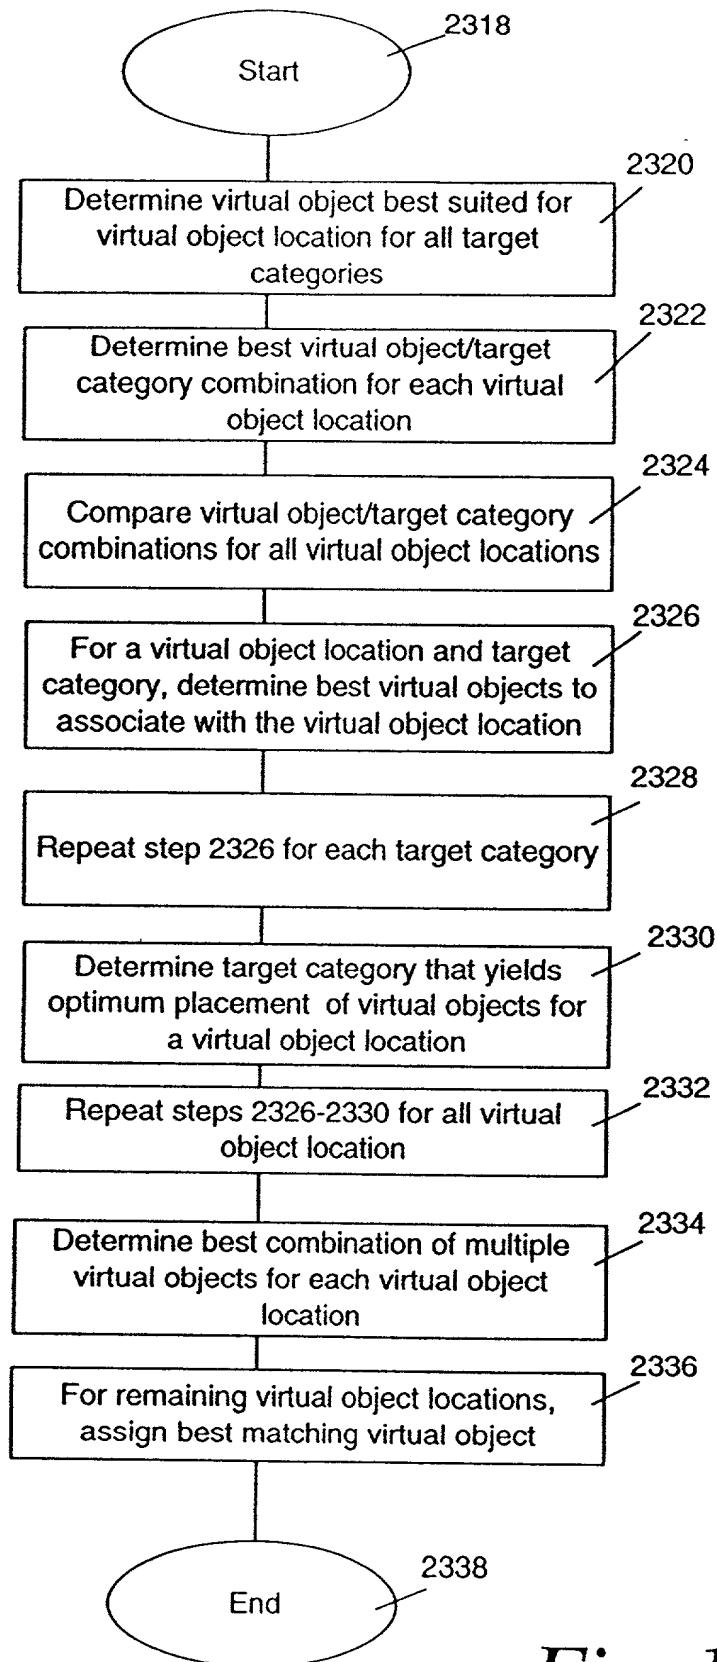 2318
Start
2320
Determine virtual object best suited for
virtual object location for all target
categories
2322
Determine best virtual object/target
category combination for each virtual
object location
2324
Compare virtual object/target category
combinations for all virtual object locations
2326
For a virtual object location and target
category, determine best virtual objects to
associate with the virtual object location
2328
Repeat step 2326 for each target category
2330
Determine target category that yields
optimum placement of virtual objects for
a virtual object location
2332
Repeat steps 2326-2330 for all virtual
object location
2334
Determine best combination of multiple
virtual objects for each virtual object
location
2336
For remaining virtual object locations,
assign best matching virtual object
2338
End